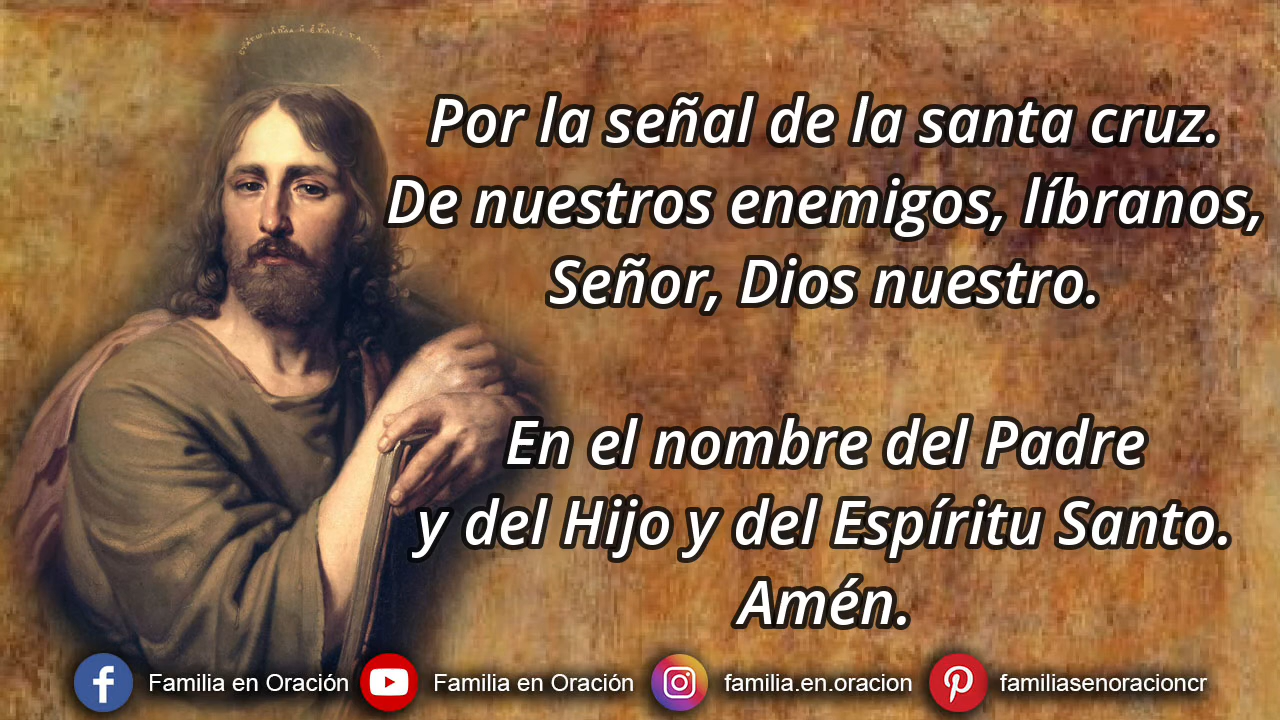 Por la señal de la santa cruz.
De nuestros enemigos, líbranos,
Señor, Dios nuestro.
En el nombre del Padre
y del Hijo y del Espíritu Santo.
Amén.
Familia en Oración
Familia en Oración
familia.en.oracion
familiasenoracioncr